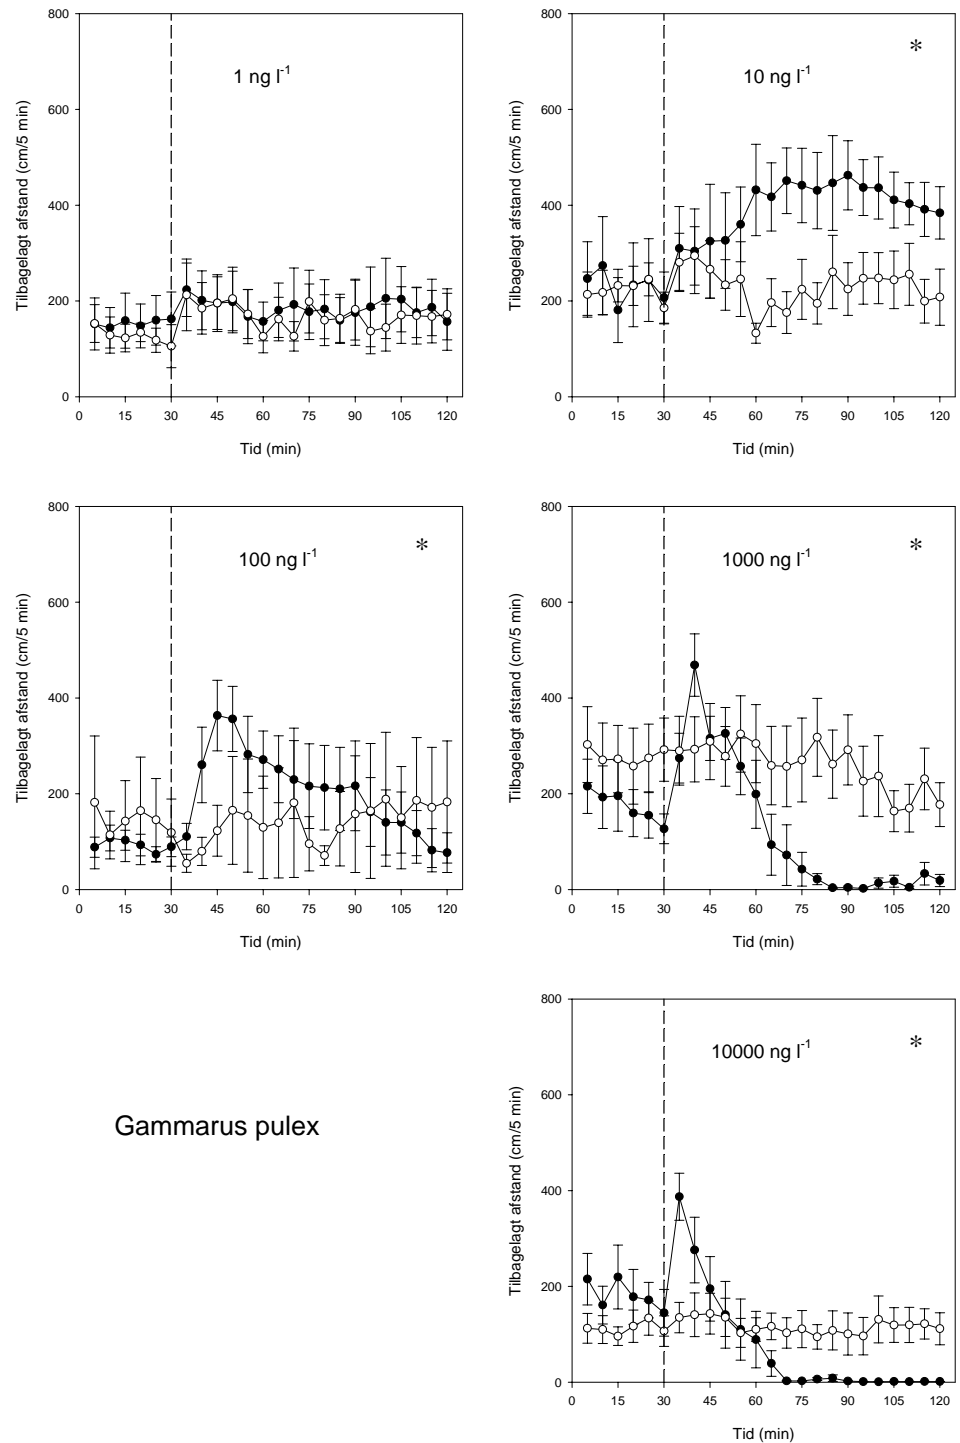 800
600
400
200
0
Tilbagelagt afstand (cm/5 min)
1 ng l⁻¹
0 15 30 45 60 75 90 105 120
Tid (min)
800
600
400
200
0
Tilbagelagt afstand (cm/5 min)
10 ng l⁻¹
*
0 15 30 45 60 75 90 105 120
Tid (min)
800
600
400
200
0
Tilbagelagt afstand (cm/5 min)
100 ng l⁻¹
*
0 15 30 45 60 75 90 105 120
Tid (min)
800
600
400
200
0
Tilbagelagt afstand (cm/5 min)
1000 ng l⁻¹
*
0 15 30 45 60 75 90 105 120
Tid (min)
Gammarus pulex
800
600
400
200
0
Tilbagelagt afstand (cm/5 min)
10000 ng l⁻¹
*
0 15 30 45 60 75 90 105 120
Tid (min)